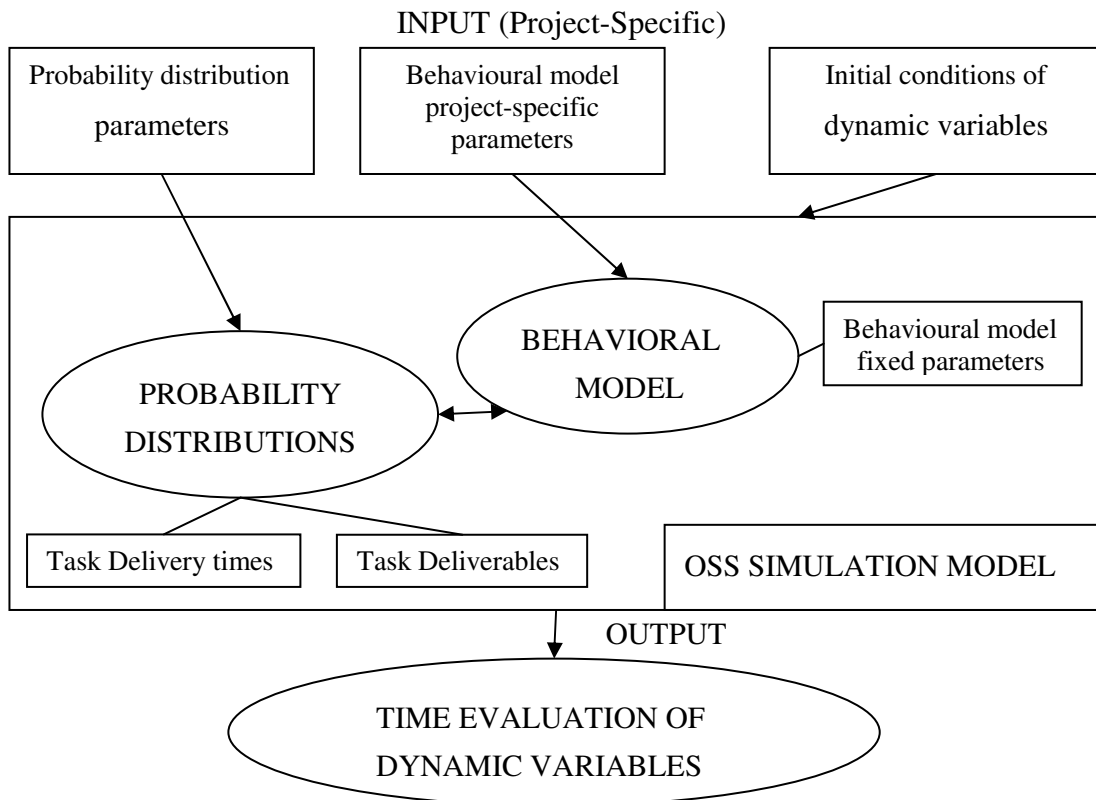 INPUT (Project-Specific)
Probability distribution
parameters
Behavioural model
project-specific
parameters
Initial conditions of
dynamic variables
BEHAVIORAL
MODEL
Behavioural model
fixed parameters
PROBABILITY
DISTRIBUTIONS
Task Delivery times
Task Deliverables
OSS SIMULATION MODEL
OUTPUT
TIME EVALUATION OF
DYNAMIC VARIABLES